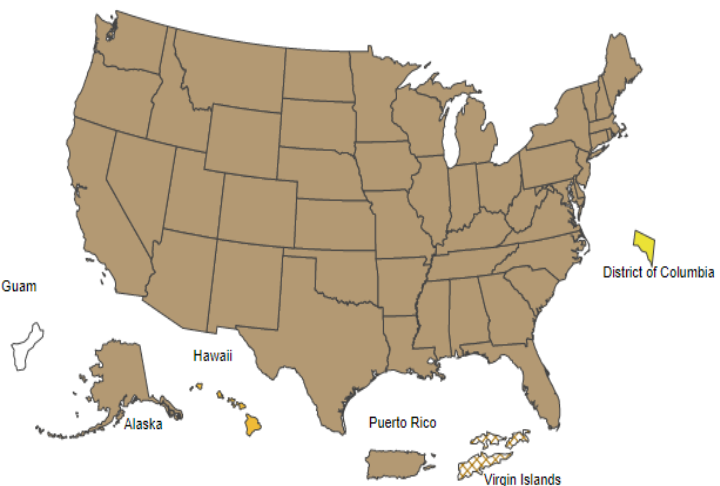 District of Columbia
Guam
Hawaii
Alaska
Puerto Rico
Virgin Islands